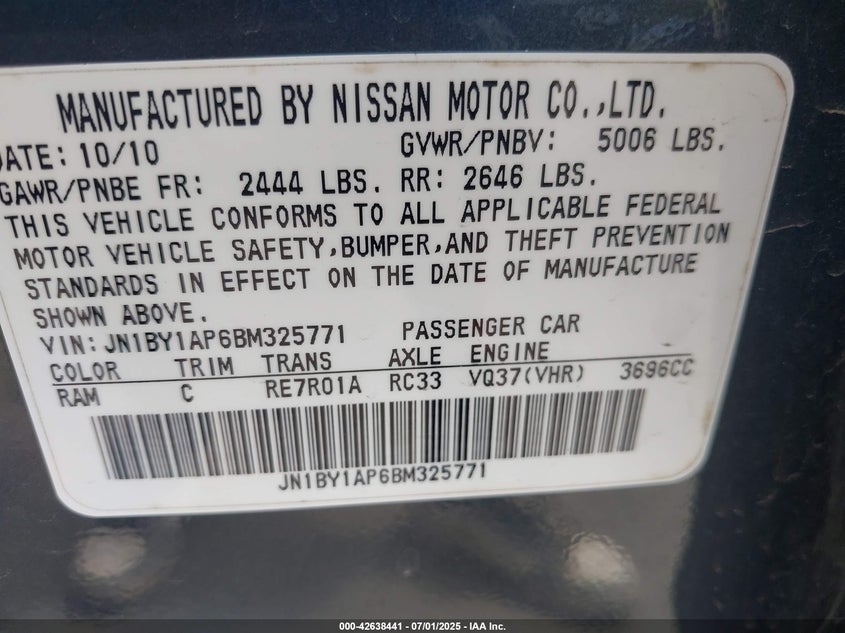 MANUFACTURED BY NISSAN MOTOR CO.,LTD.
DATE: 10/10 GVWR/PNBV: 5006 LBS.
GAWR/PNBE FR: 2444 LBS. RR: 2646 LBS.
THIS VEHICLE CONFORMS TO ALL APPLICABLE FEDERAL
MOTOR VEHICLE SAFETY,BUMPER,AND THEFT PREVENTION
STANDARDS IN EFFECT ON THE DATE OF MANUFACTURE
SHOWN ABOVE.
VIN:JN1BY1AP6BM325771 PASSENGER CAR
COLOR TRIM TRANS AXLE ENGINE
RAM C RE7R01A RC33 VQ37(VHR) 3696CC
JN1BY1AP6BM325771
000-42638441 - 07/01/2025 - IAA Inc.